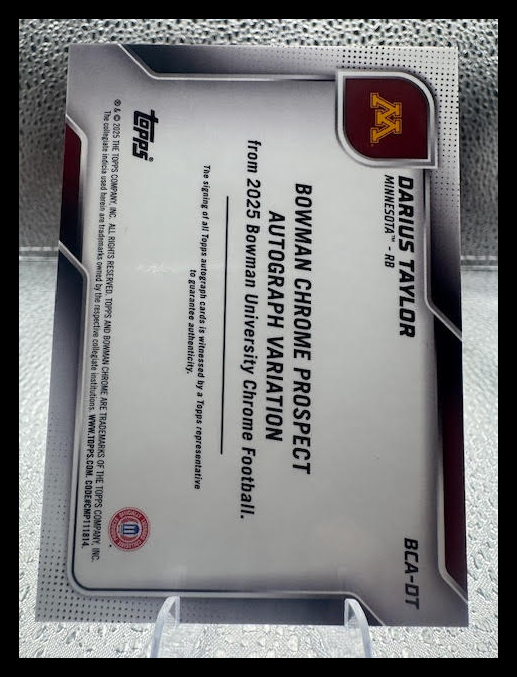 M
DARIUS TAYLOR
MINNESOTA™ - RB
BCA-DT
BOWMAN CHROME PROSPECT
AUTOGRAPH VARIATION
from 2025 Bowman University Chrome Football.
The signing of all Topps autograph cards is witnessed by a Topps representative
to guarantee authenticity.
topps®
® & © 2025 THE TOPPS COMPANY, INC. ALL RIGHTS RESERVED. TOPPS AND BOWMAN CHROME ARE TRADEMARKS OF THE TOPPS COMPANY, INC.
The collegiate indicia used herein are trademarks owned by the respective collegiate institutions. WWW.TOPPS.COM. CODE#CMP111814.